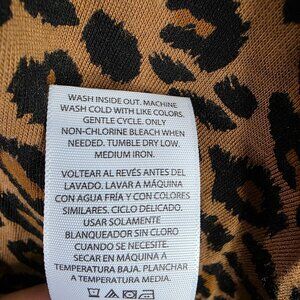 WASH INSIDE OUT. MACHINE
WASH COLD WITH LIKE COLORS.
GENTLE CYCLE. ONLY
NON-CHLORINE BLEACH WHEN
NEEDED. TUMBLE DRY LOW.
MEDIUM IRON.
VOLTEAR AL REVÉS ANTES DEL
LAVADO. LAVAR A MÁQUINA
CON AGUA FRÍA Y CON COLORES
SIMILARES. CICLO DELICADO.
USAR SOLAMENTE
BLANQUEADOR SIN CLORO
CUANDO SE NECESITE.
SECAR EN MÁQUINA A
TEMPERATURA BAJA. PLANCHAR
A TEMPERATURA MEDIA.